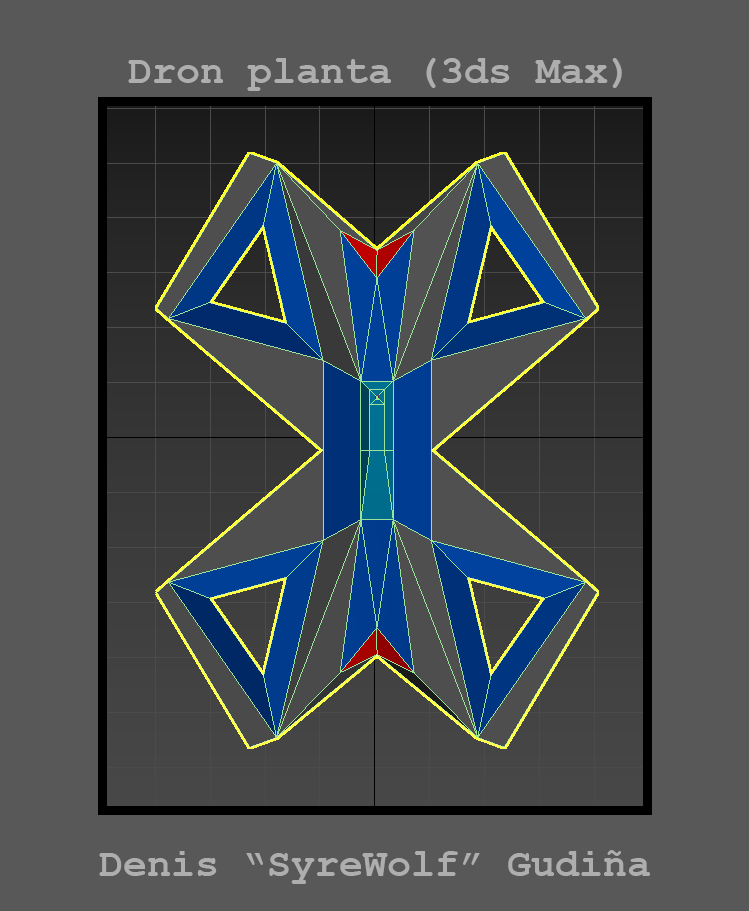 Dron planta (3ds Max)
Denis “SyreWolf” Gudiña